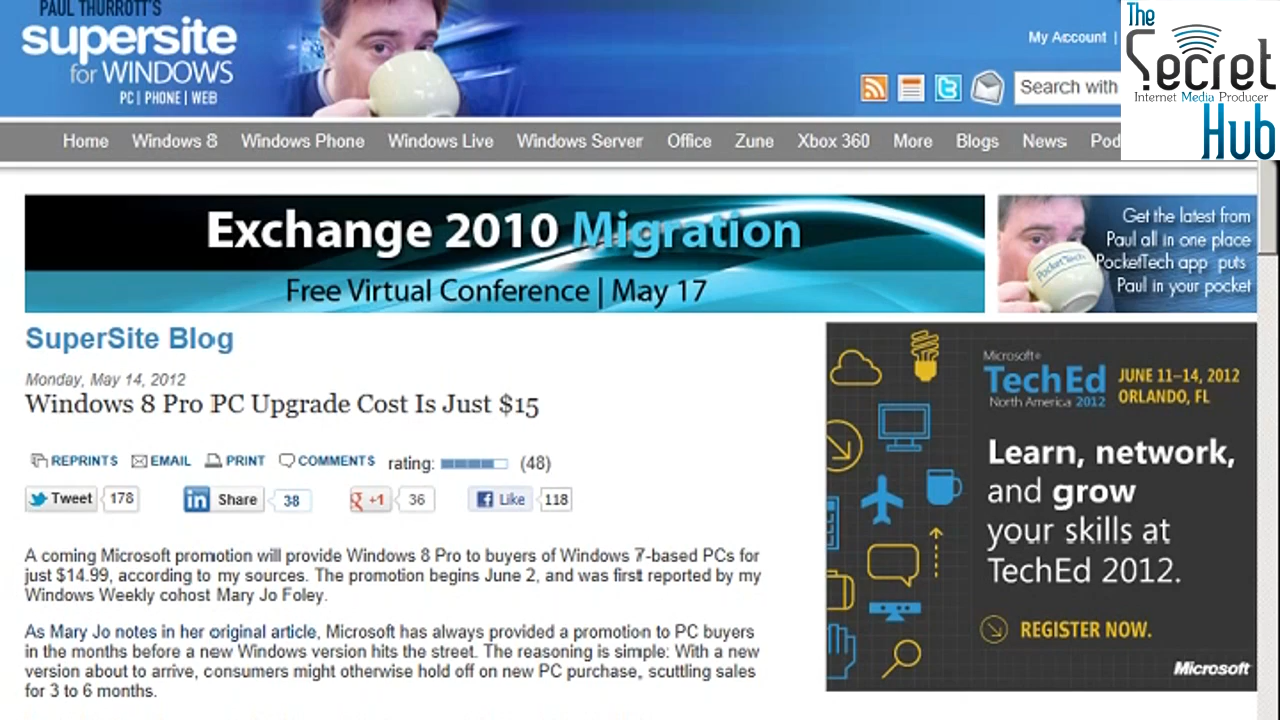 PAUL THURROTT'S
supersite
for WINDOWS
PC | PHONE | WEB
My Account |
Search with
The
Secret
Internet Media Producer
Hub
Home Windows 8 Windows Phone Windows Live Windows Server Office Zune Xbox 360 More Blogs News Pod
Exchange 2010 Migration
Free Virtual Conference | May 17
Get the latest from
Paul all in one place
PocketTech app puts
Paul in your pocket
PocketTech
SuperSite Blog
Monday, May 14, 2012
Windows 8 Pro PC Upgrade Cost Is Just $15
REPRINTS EMAIL PRINT COMMENTS rating: (48)
Tweet 178 in Share 38 g +1 36 f Like 118
A coming Microsoft promotion will provide Windows 8 Pro to buyers of Windows 7-based PCs for
just $14.99, according to my sources. The promotion begins June 2, and was first reported by my
Windows Weekly cohost Mary Jo Foley.
As Mary Jo notes in her original article, Microsoft has always provided a promotion to PC buyers
in the months before a new Windows version hits the street. The reasoning is simple: With a new
version about to arrive, consumers might otherwise hold off on new PC purchase, scuttling sales
for 3 to 6 months.
Microsoft®
TechEd
North America 2012
JUNE 11–14, 2012
ORLANDO, FL
Learn, network,
and grow
your skills at
TechEd 2012.
REGISTER NOW.
Microsoft